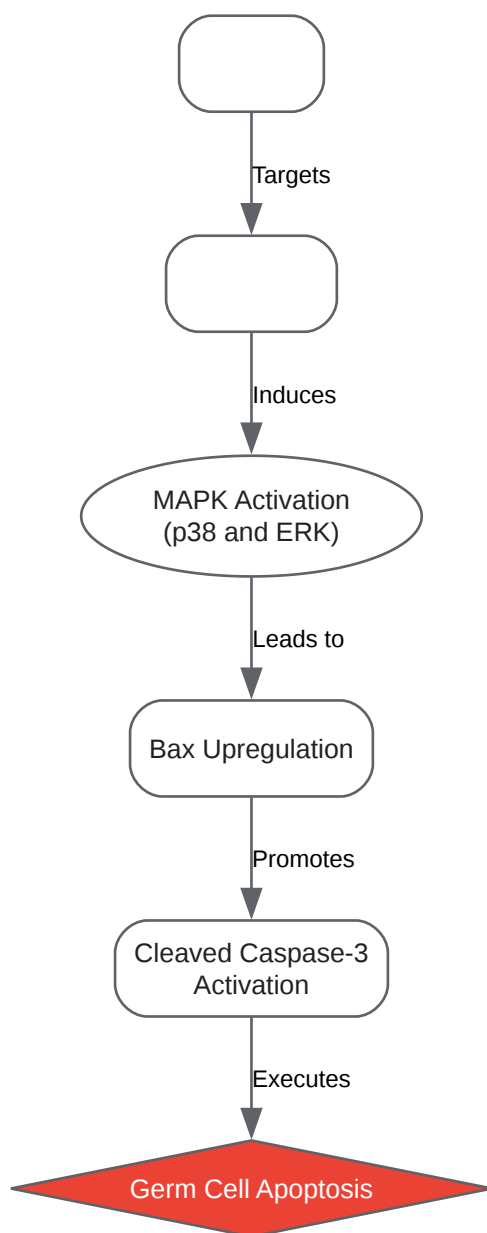 Targets
Induces
MAPK Activation
(p38 and ERK)
Leads to
Bax Upregulation
Promotes
Cleaved Caspase-3
Activation
Executes
Germ Cell Apoptosis